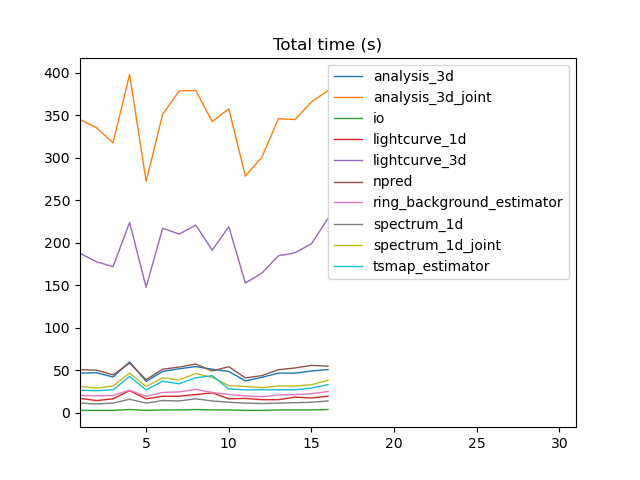 Total time (s)
400
350
300
250
200
150
100
50
0
5
10
15
20
25
30
analysis_3d
analysis_3d_joint
io
lightcurve_1d
lightcurve_3d
npred
ring_background_estimator
spectrum_1d
spectrum_1d_joint
tsmap_estimator